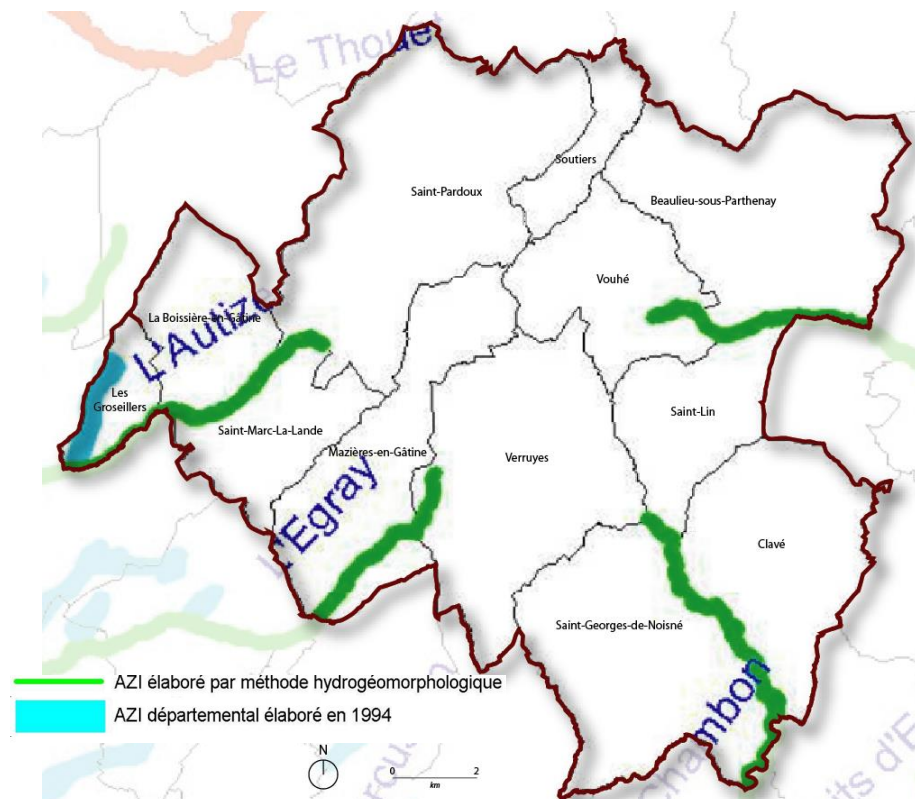 Le Thouet
Soutiers
Saint-Pardoux
Beaulieu-sous-Parthenay
Vouhé
L'Autize
La Boissière-en-Gâtine
Les
Groseillers
Saint-Lin
Saint-Marc-La-Lande
Mazières-en-Gâtine
Verruyes
L'Egray
Clavé
Saint-Georges-de-Noisné
Chambon
AZI élaboré par méthode hydrogéomorphologique
AZI départemental élaboré en 1994
N
0 2
km